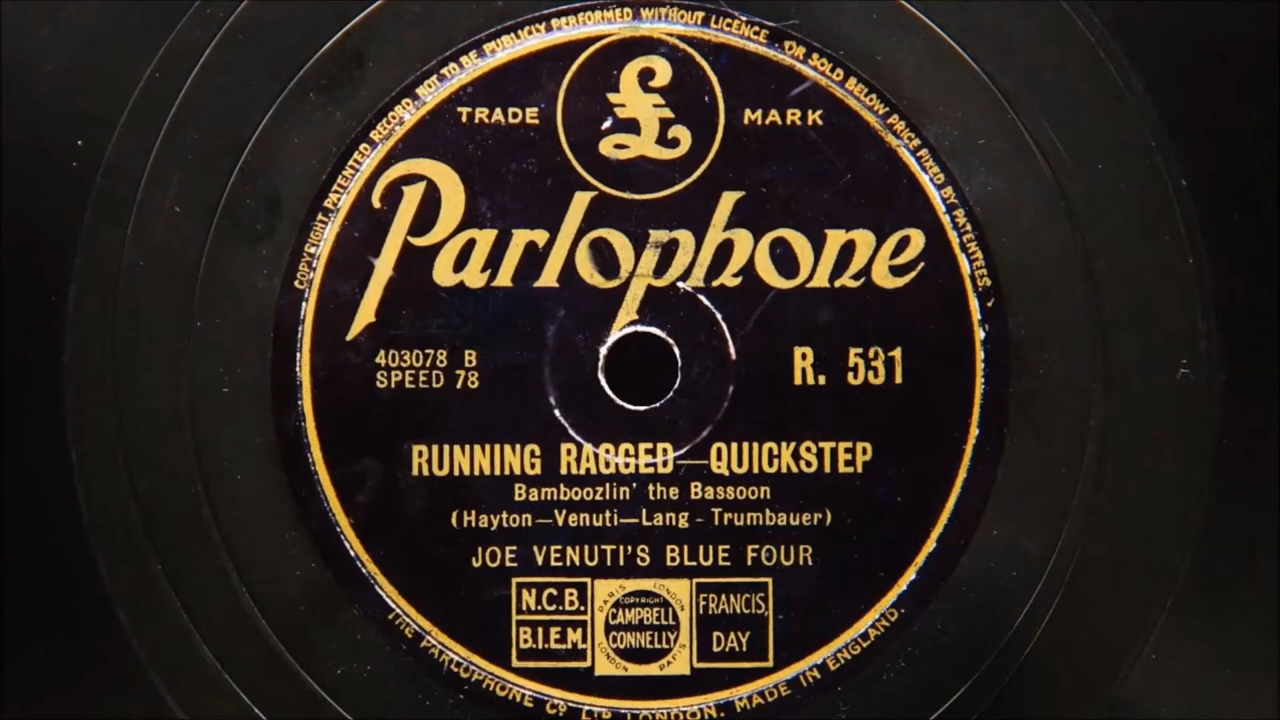 COPYRIGHT. PATENTED RECORD. NOT TO BE PUBLICLY PERFORMED WITHOUT LICENCE - OR SOLD BELOW PRICE FIXED BY PATENTEES.
£
TRADE MARK
Parlophone
403078 B
SPEED 78
R. 531
RUNNING RAGGED—QUICKSTEP
Bamboozlin' the Bassoon
(Hayton—Venuti—Lang - Trumbauer)
JOE VENUTI'S BLUE FOUR
N.C.B.
B.I.E.M.
PARIS LONDON
COPYRIGHT
CAMPBELL
CONNELLY
LONDON PARIS
FRANCIS,
DAY
THE PARLOPHONE Co LTD LONDON. MADE IN ENGLAND.